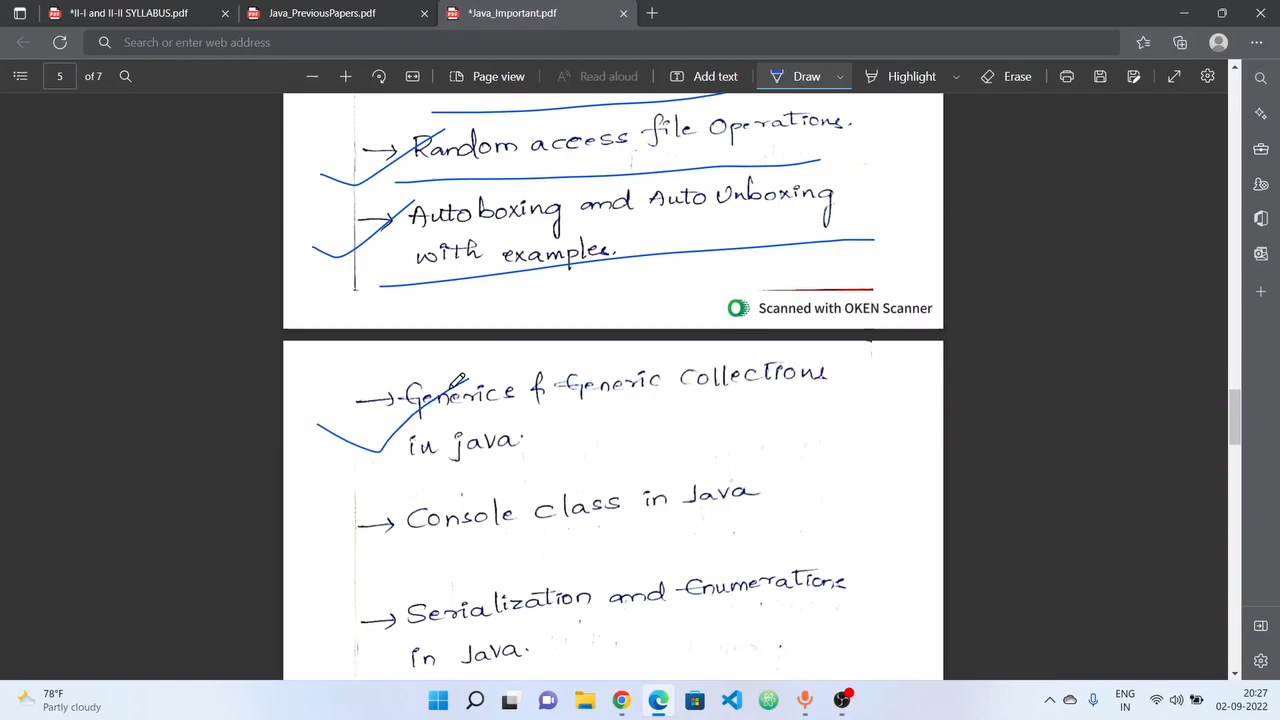 *II-I and II-II SYLLABUS.pdf
Java_PreviousPapers.pdf
*Java_Important.pdf
Search or enter web address
5 of 7
Page view
Read aloud
Add text
Draw
Highlight
Erase
→ Random access file operations.
→ Autoboxing and Auto Unboxing
with examples.
Scanned with OKEN Scanner
→ Generics & Generic Collections
in java.
→ Console class in Java
→ Serialization and Enumerations
in Java.
78°F
Partly cloudy
ENG
IN
20:27
02-09-2022